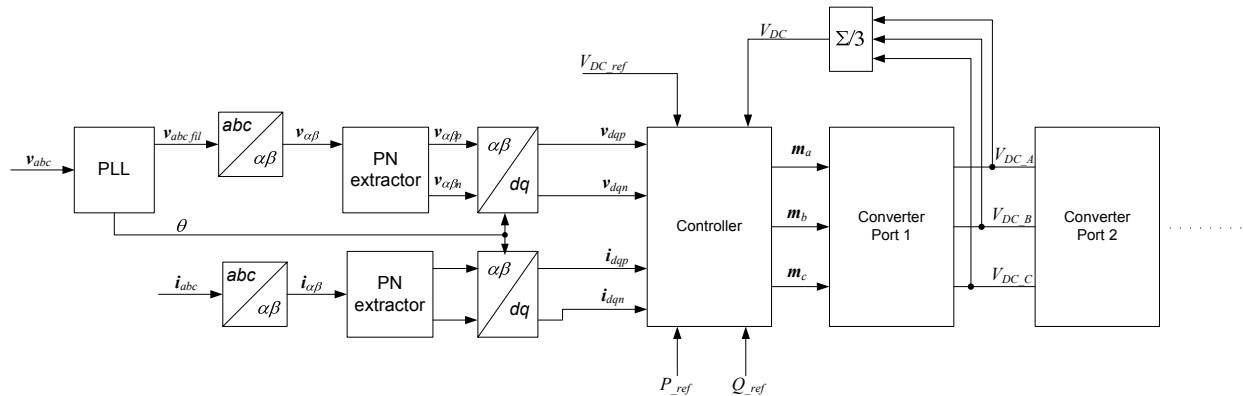 V_DC
Σ/3
V_DC_ref
v_abc
PLL
v_abc fil
abc
αβ
v_αβ
PN
extractor
v_αβp
v_αβn
αβ
dq
v_dqp
v_dqn
θ
i_abc
abc
αβ
i_αβ
PN
extractor
αβ
dq
i_dqp
i_dqn
Controller
P_ref
Q_ref
m_a
m_b
m_c
Converter
Port 1
V_DC_A
V_DC_B
V_DC_C
Converter
Port 2